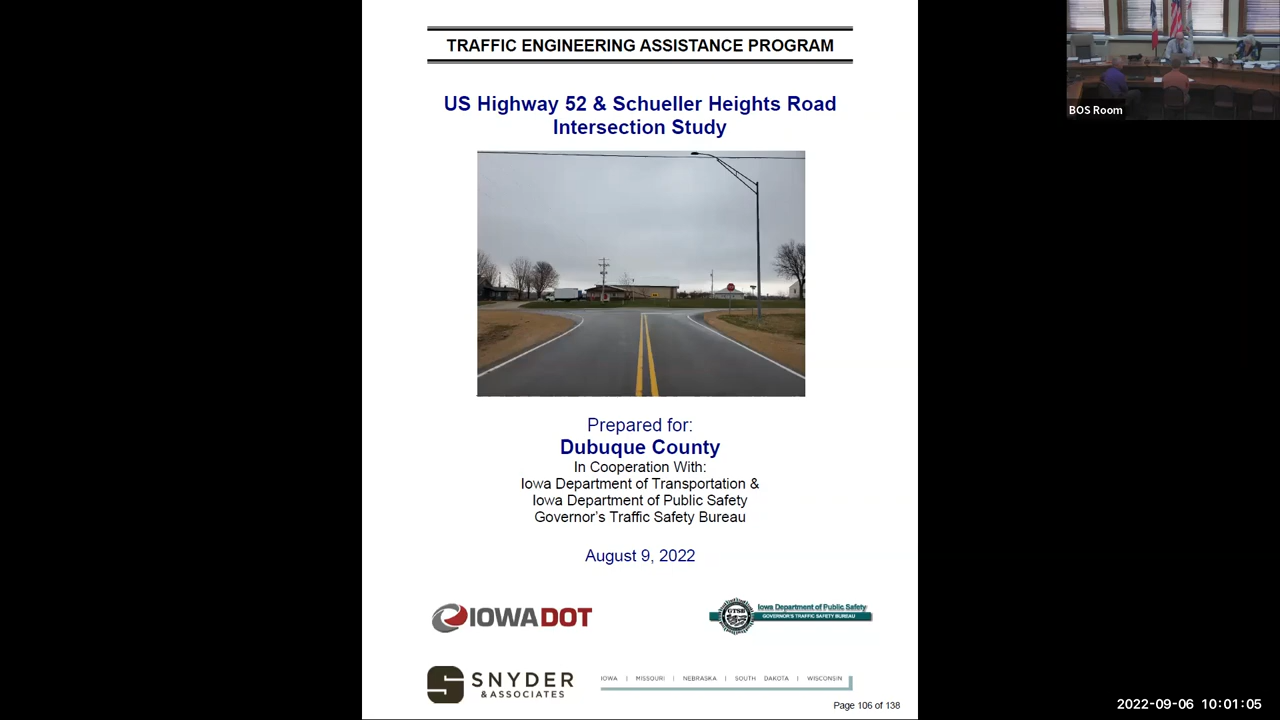 TRAFFIC ENGINEERING ASSISTANCE PROGRAM
US Highway 52 & Schueller Heights Road
Intersection Study
Prepared for:
Dubuque County
In Cooperation With:
Iowa Department of Transportation &
Iowa Department of Public Safety
Governor's Traffic Safety Bureau
August 9, 2022
IOWADOT
GTSB
Iowa Department of Public Safety
GOVERNOR'S TRAFFIC SAFETY BUREAU
SNYDER
& ASSOCIATES
IOWA | MISSOURI | NEBRASKA | SOUTH DAKOTA | WISCONSIN
Page 106 of 138
BOS Room
2022-09-06 10:01:05